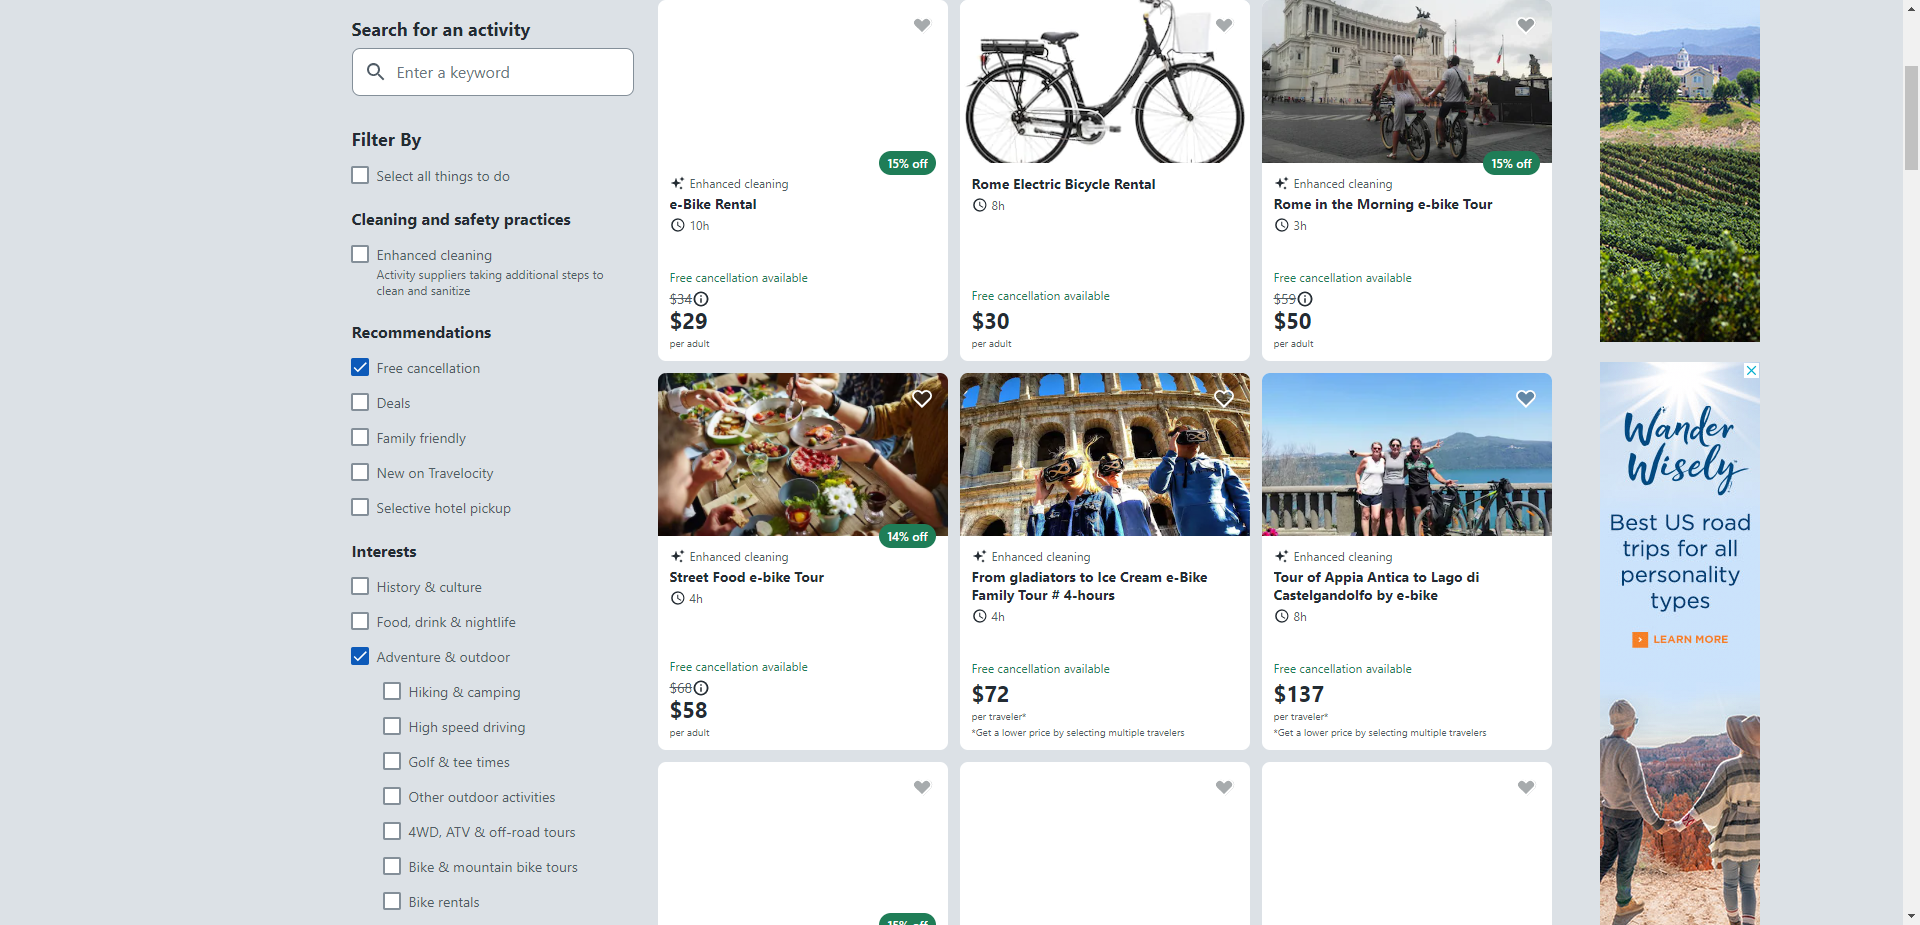 Search for an activity
Enter a keyword
Filter By
Select all things to do
Cleaning and safety practices
Enhanced cleaning
Activity suppliers taking additional steps to
clean and sanitize
Recommendations
Free cancellation
Deals
Family friendly
New on Travelocity
Selective hotel pickup
Interests
History & culture
Food, drink & nightlife
Adventure & outdoor
Hiking & camping
High speed driving
Golf & tee times
Other outdoor activities
4WD, ATV & off-road tours
Bike & mountain bike tours
Bike rentals
15% off
Enhanced cleaning
e-Bike Rental
10h
Free cancellation available
$34
$29
per adult
Rome Electric Bicycle Rental
8h
Free cancellation available
$30
per adult
15% off
Enhanced cleaning
Rome in the Morning e-bike Tour
3h
Free cancellation available
$59
$50
per adult
14% off
Enhanced cleaning
Street Food e-bike Tour
4h
Free cancellation available
$68
$58
per adult
Enhanced cleaning
From gladiators to Ice Cream e-Bike
Family Tour # 4-hours
4h
Free cancellation available
$72
per traveler*
*Get a lower price by selecting multiple travelers
Enhanced cleaning
Tour of Appia Antica to Lago di
Castelgandolfo by e-bike
8h
Free cancellation available
$137
per traveler*
*Get a lower price by selecting multiple travelers
15% off
Wander
Wisely
Best US road
trips for all
personality
types
LEARN MORE